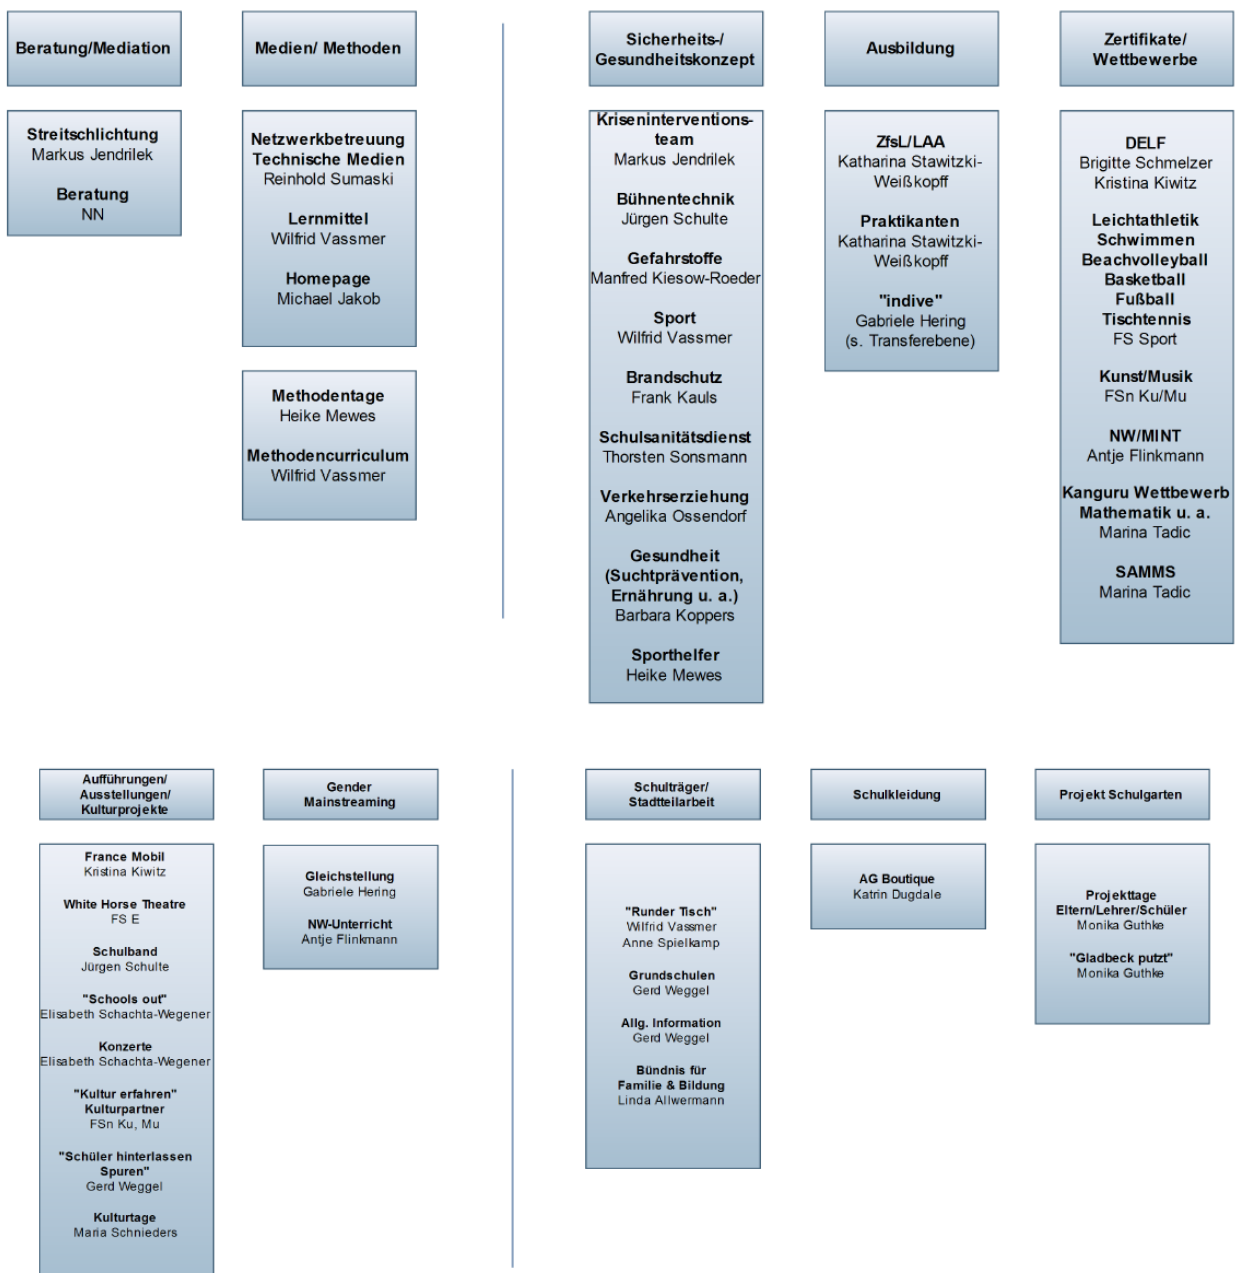 Beratung/Mediation
Streitschlichtung
Markus Jendrilek
Beratung
NN
Medien/ Methoden
Netzwerkbetreuung
Technische Medien
Reinhold Sumaski
Lernmittel
Wilfrid Vassmer
Homepage
Michael Jakob
Methodentage
Heike Mewes
Methodencurriculum
Wilfrid Vassmer
Sicherheits-/
Gesundheitskonzept
Kriseninterventions-
team
Markus Jendrilek
Bühnentechnik
Jürgen Schulte
Gefahrstoffe
Manfred Kiesow-Roeder
Sport
Wilfrid Vassmer
Brandschutz
Frank Kauls
Schulsanitätsdienst
Thorsten Sonsmann
Verkehrserziehung
Angelika Ossendorf
Gesundheit
(Suchtprävention,
Ernährung u. a.)
Barbara Koppers
Sporthelfer
Heike Mewes
Ausbildung
ZfsL/LAA
Katharina Stawitzki-
Weißkopff
Praktikanten
Katharina Stawitzki-
Weißkopff
"indive"
Gabriele Hering
(s. Transferebene)
Zertifikate/
Wettbewerbe
DELF
Brigitte Schmelzer
Kristina Kiwitz
Leichtathletik
Schwimmen
Beachvolleyball
Basketball
Fußball
Tischtennis
FS Sport
Kunst/Musik
FSn Ku/Mu
NW/MINT
Antje Flinkmann
Kanguru Wettbewerb
Mathematik u. a.
Marina Tadic
SAMMS
Marina Tadic
Aufführungen/
Ausstellungen/
Kulturprojekte
France Mobil
Kristina Kiwitz
White Horse Theatre
FS E
Schulband
Jürgen Schulte
"Schools out"
Elisabeth Schachta-Wegener
Konzerte
Elisabeth Schachta-Wegener
"Kultur erfahren"
Kulturpartner
FSn Ku, Mu
"Schüler hinterlassen
Spuren"
Gerd Weggel
Kulturtage
Maria Schnieders
Gender
Mainstreaming
Gleichstellung
Gabriele Hering
NW-Unterricht
Antje Flinkmann
Schulträger/
Stadtteilarbeit
"Runder Tisch"
Wilfrid Vassmer
Anne Spielkamp
Grundschulen
Gerd Weggel
Allg. Information
Gerd Weggel
Bündnis für
Familie & Bildung
Linda Allwermann
Schulkleidung
AG Boutique
Katrin Dugdale
Projekt Schulgarten
Projekttage
Eltern/Lehrer/Schüler
Monika Guthke
"Gladbeck putzt"
Monika Guthke